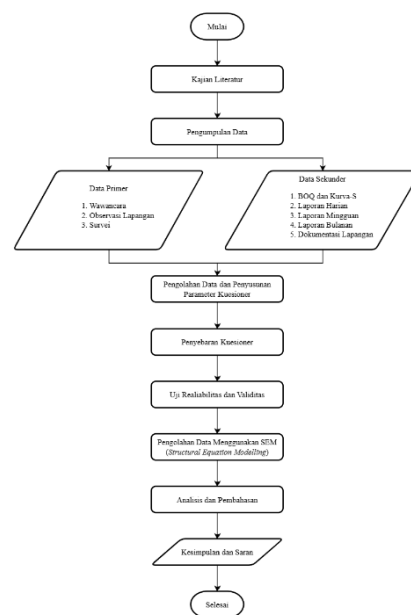 Mulai
Kajian Literatur
Pengumpulan Data
Data Primer
1. Wawancara
2. Observasi Lapangan
3. Survei
Data Sekunder
1. BOQ dan Kurva-S
2. Laporan Harian
3. Laporan Mingguan
4. Laporan Bulanan
5. Dokumentasi Lapangan
Pengolahan Data dan Penyusunan
Parameter Kuesioner
Penyebaran Kuesioner
Uji Realiabilitas dan Validitas
Pengolahan Data Menggunakan SEM
(Structural Equation Modelling)
Analisis dan Pembahasan
Kesimpulan dan Saran
Selesai